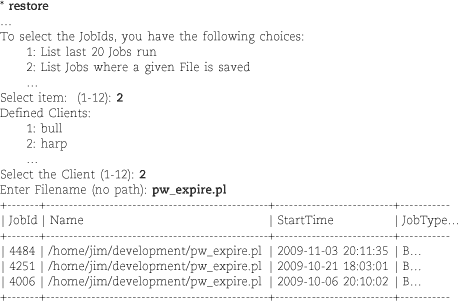 * restore
…
To select the JobIds, you have the following choices:
1: List last 20 Jobs run
2: List Jobs where a given File is saved
…
Select item: (1-12): 2
Defined Clients:
1: bull
2: harp
…
Select the Client (1-12): 2
Enter Filename (no path): pw_expire.pl
+------+----------------------------------+---------------------+----------
| JobId | Name | StartTime | JobType…
+------+----------------------------------+---------------------+----------
| 4484 | /home/jim/development/pw_expire.pl | 2009-11-03 20:11:35 | B…
| 4251 | /home/jim/development/pw_expire.pl | 2009-10-21 18:03:01 | B…
| 4006 | /home/jim/development/pw_expire.pl | 2009-10-06 20:10:02 | B…
+------+----------------------------------+---------------------+----------